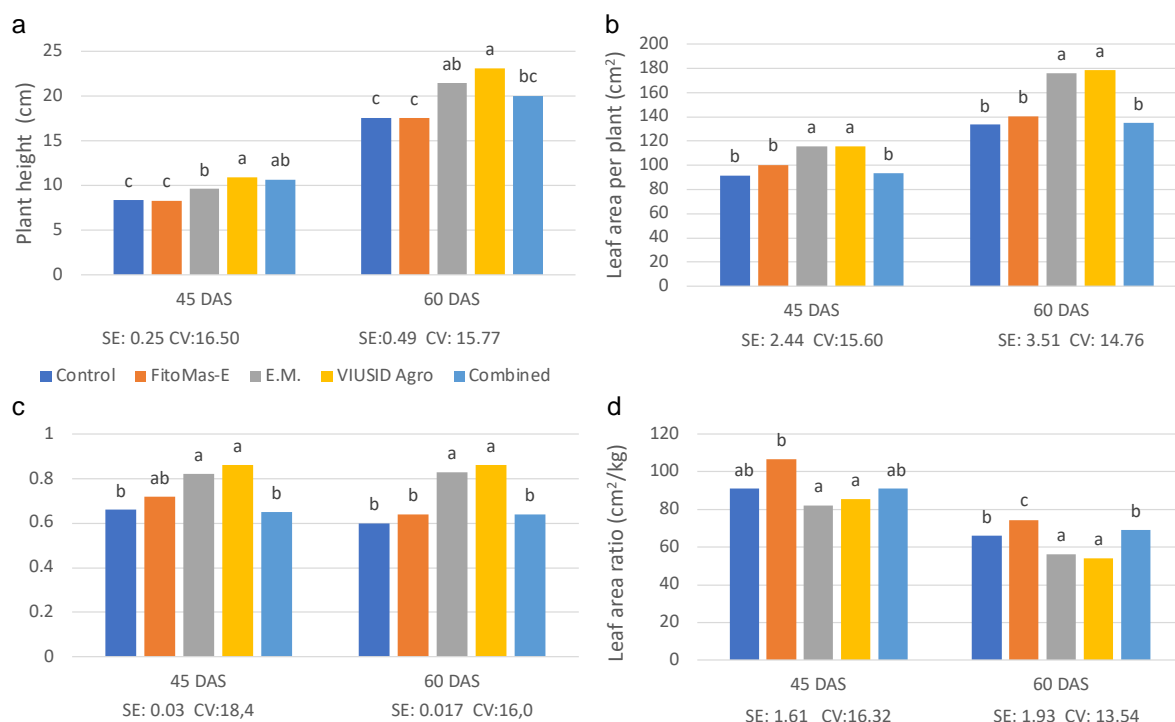 a
Plant height (cm)
25
20
15
10
5
0
c c b a ab
c c ab a bc
45 DAS 60 DAS
SE: 0.25 CV:16.50 SE:0.49 CV: 15.77
Control FitoMas-E E.M. VIUSID Agro Combined
b
Leaf area per plant (cm²)
200
180
160
140
120
100
80
60
40
20
0
b b a a b
b b a a b
45 DAS 60 DAS
SE: 2.44 CV:15.60 SE: 3.51 CV: 14.76
c
1
0.8
0.6
0.4
0.2
0
b ab a a b
b b a a b
45 DAS 60 DAS
SE: 0.03 CV:18,4 SE: 0.017 CV:16,0
d
Leaf area ratio (cm²/kg)
120
100
80
60
40
20
0
ab b a a ab
b c a a b
45 DAS 60 DAS
SE: 1.61 CV:16.32 SE: 1.93 CV: 13.54